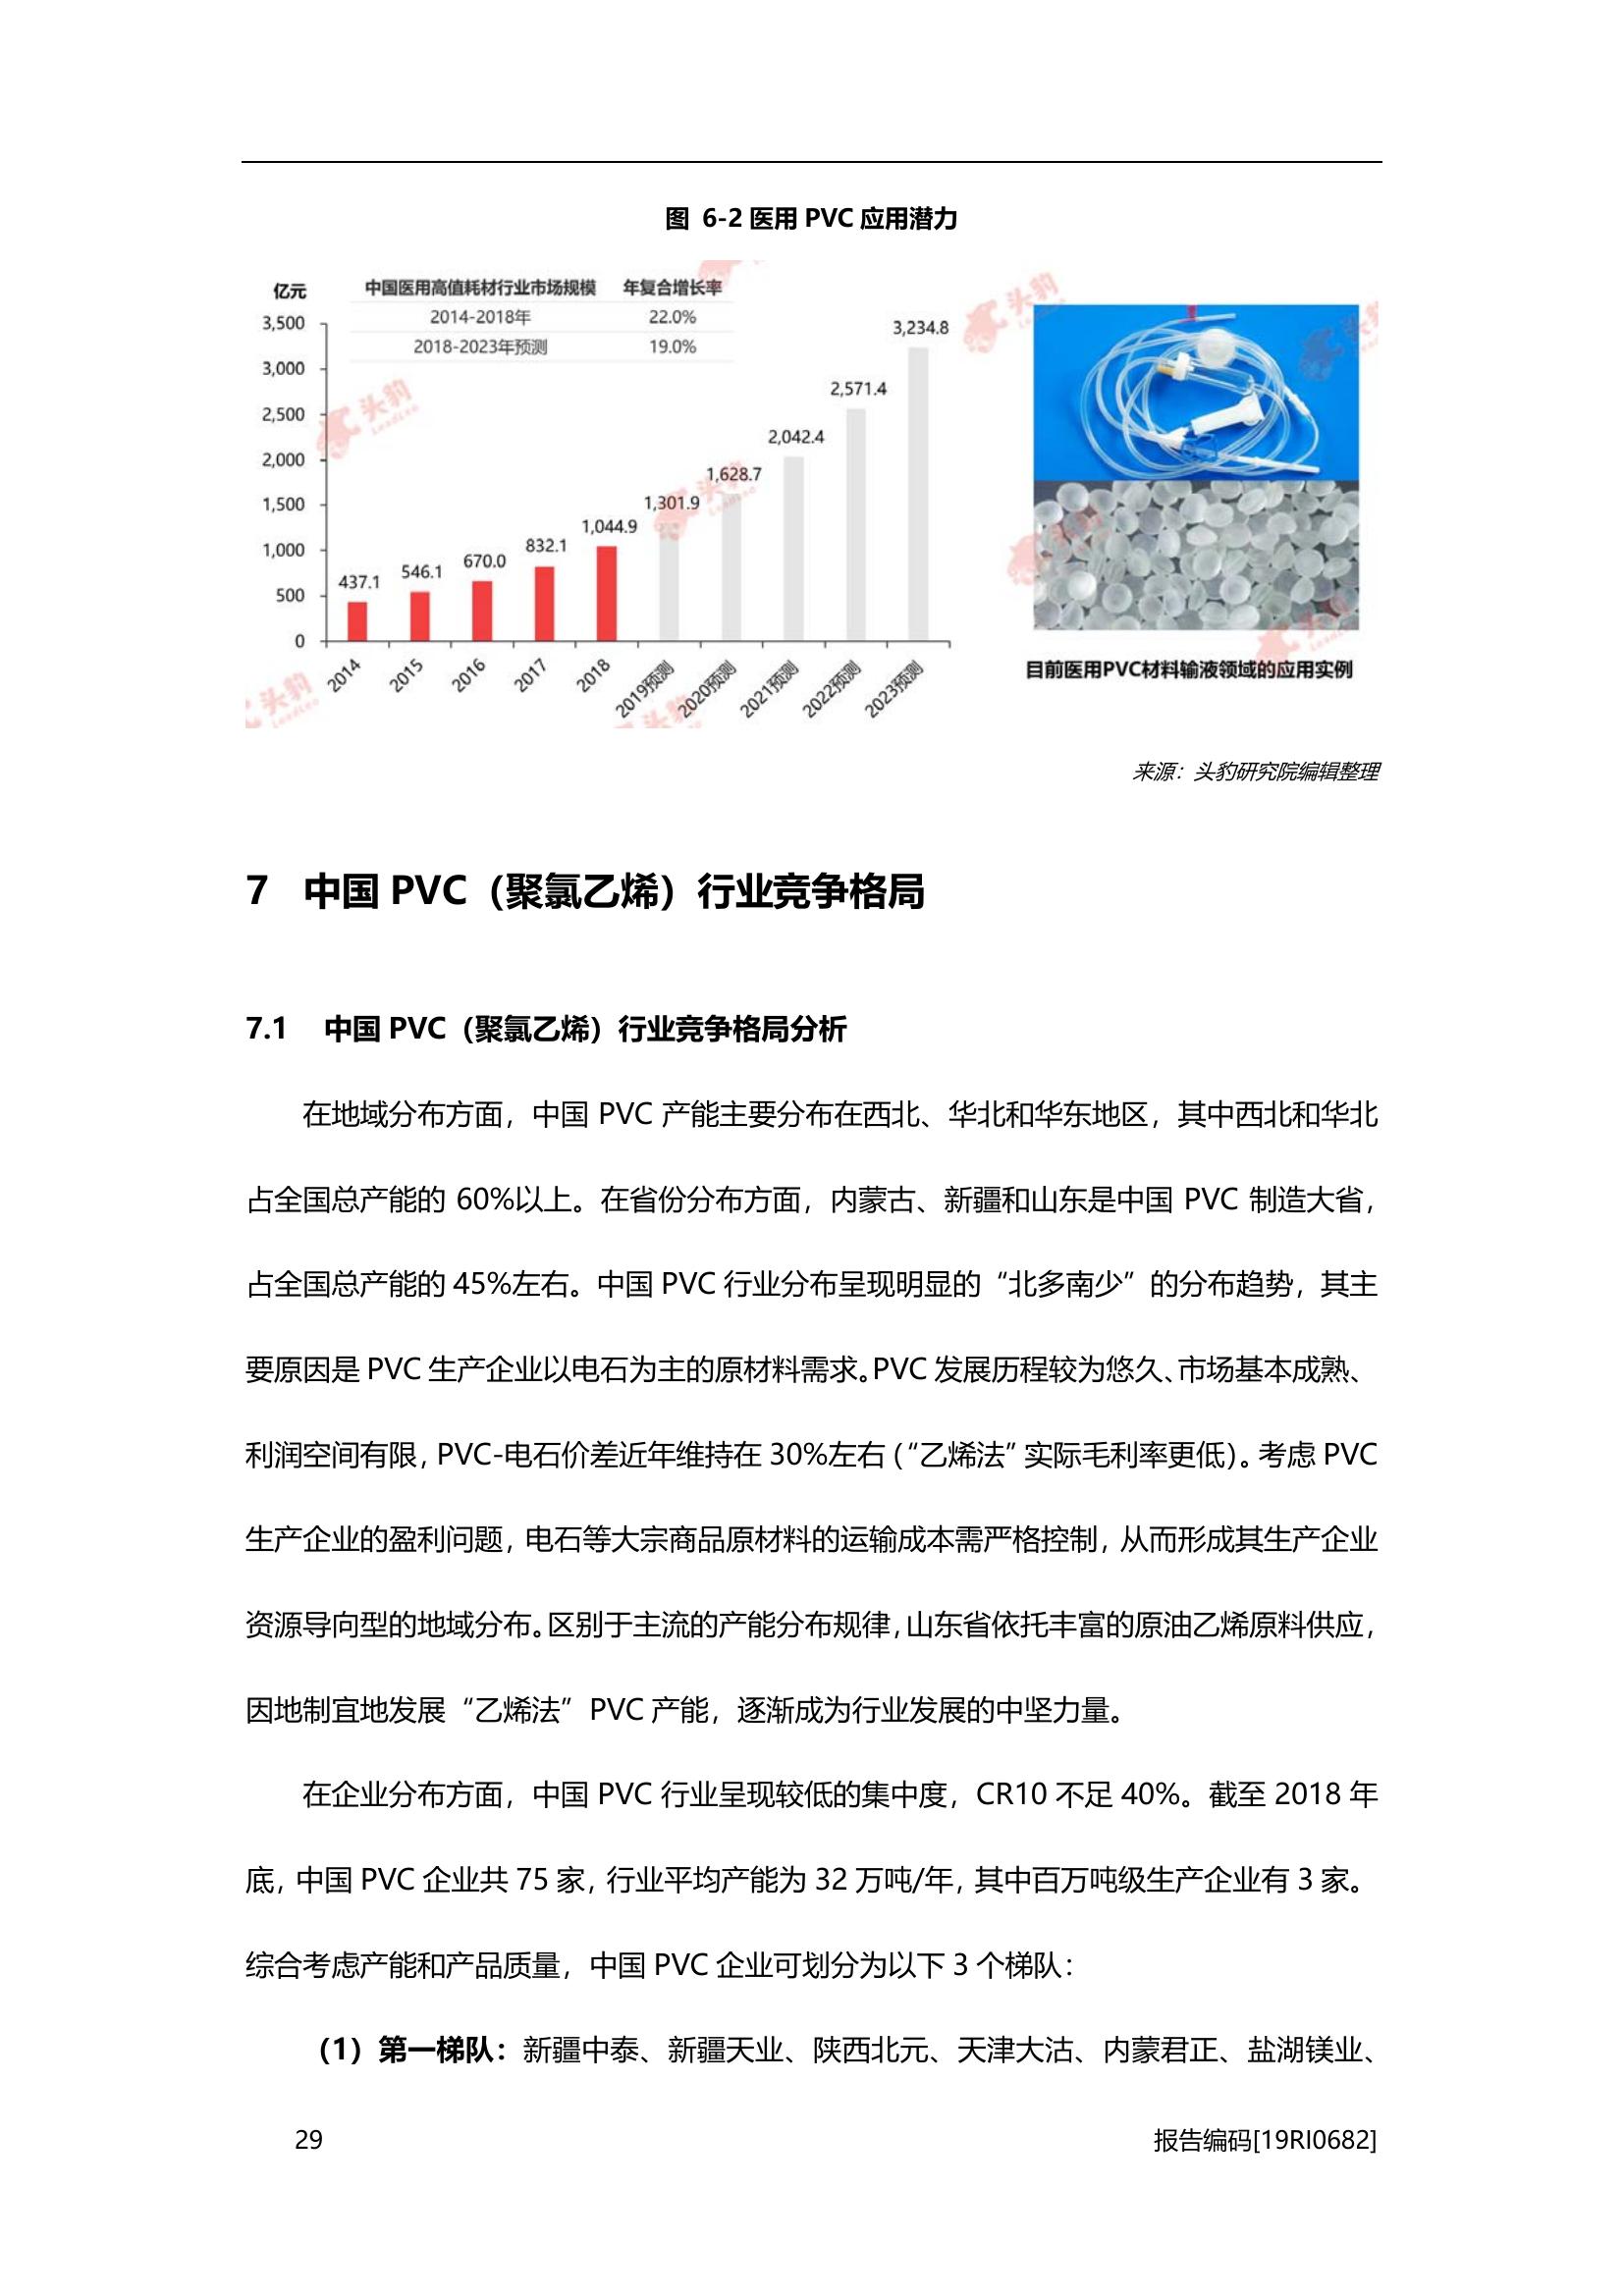 图 6-2 医用 PVC 应用潜力
亿元
中国医用高值耗材行业市场规模 年复合增长率
2014-2018年 22.0%
2018-2023年预测 19.0%
3,500
3,000
2,500
2,000
1,500
1,000
500
0
437.1
546.1
670.0
832.1
1,044.9
1,301.9
1,628.7
2,042.4
2,571.4
3,234.8
2014
2015
2016
2017
2018
2019预测
2020预测
2021预测
2022预测
2023预测
头豹
LeadLeo
目前医用PVC材料输液领域的应用实例
来源：头豹研究院编辑整理
7 中国 PVC（聚氯乙烯）行业竞争格局
7.1 中国 PVC（聚氯乙烯）行业竞争格局分析
在地域分布方面，中国 PVC 产能主要分布在西北、华北和华东地区，其中西北和华北
占全国总产能的 60%以上。在省份分布方面，内蒙古、新疆和山东是中国 PVC 制造大省，
占全国总产能的 45%左右。中国 PVC 行业分布呈现明显的“北多南少”的分布趋势，其主
要原因是 PVC 生产企业以电石为主的原材料需求。PVC 发展历程较为悠久、市场基本成熟、
利润空间有限，PVC-电石价差近年维持在 30%左右（“乙烯法”实际毛利率更低）。考虑 PVC
生产企业的盈利问题，电石等大宗商品原材料的运输成本需严格控制，从而形成其生产企业
资源导向型的地域分布。区别于主流的产能分布规律，山东省依托丰富的原油乙烯原料供应，
因地制宜地发展“乙烯法”PVC 产能，逐渐成为行业发展的中坚力量。
在企业分布方面，中国 PVC 行业呈现较低的集中度，CR10 不足 40%。截至 2018 年
底，中国 PVC 企业共 75 家，行业平均产能为 32 万吨/年，其中百万吨级生产企业有 3 家。
综合考虑产能和产品质量，中国 PVC 企业可划分为以下 3 个梯队：
（1）第一梯队：新疆中泰、新疆天业、陕西北元、天津大沽、内蒙君正、盐湖镁业、
29 报告编码[19RI0682]